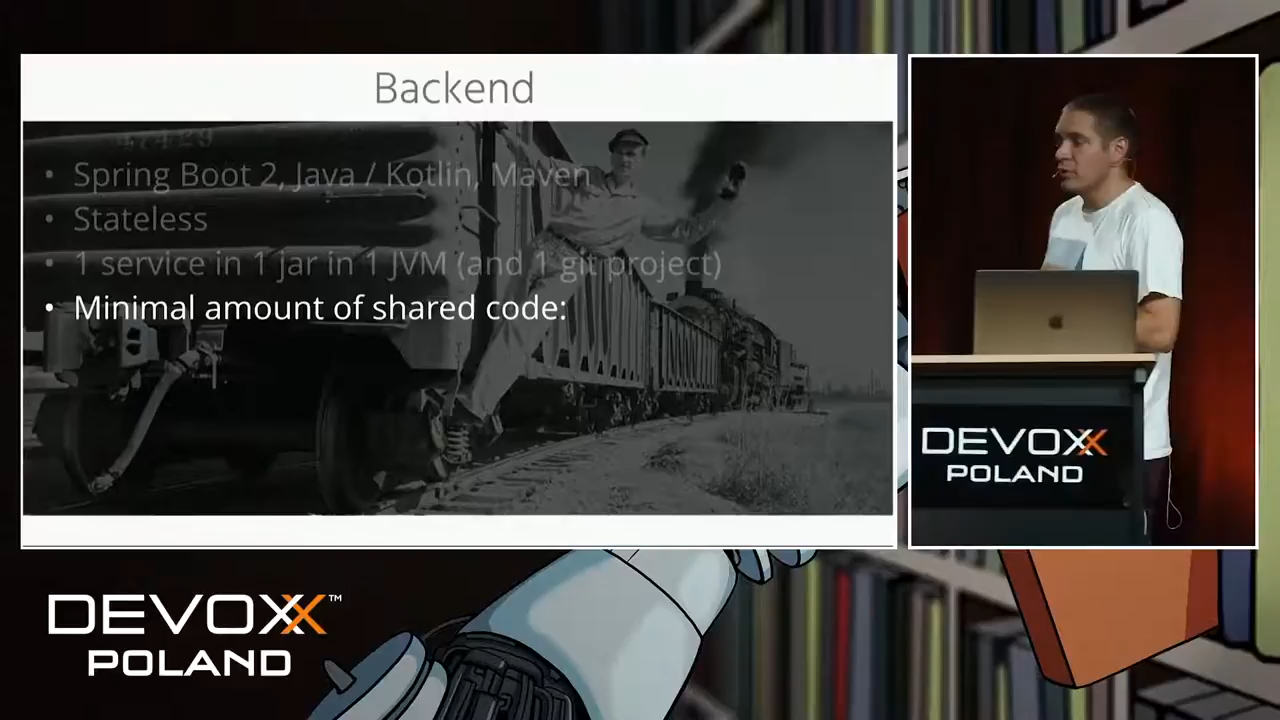 Backend
47429
• Spring Boot 2, Java / Kotlin, Maven
• Stateless
• 1 service in 1 jar in 1 JVM (and 1 git project)
• Minimal amount of shared code:
DEVOXX
POLAND
DEVOXX™
POLAND